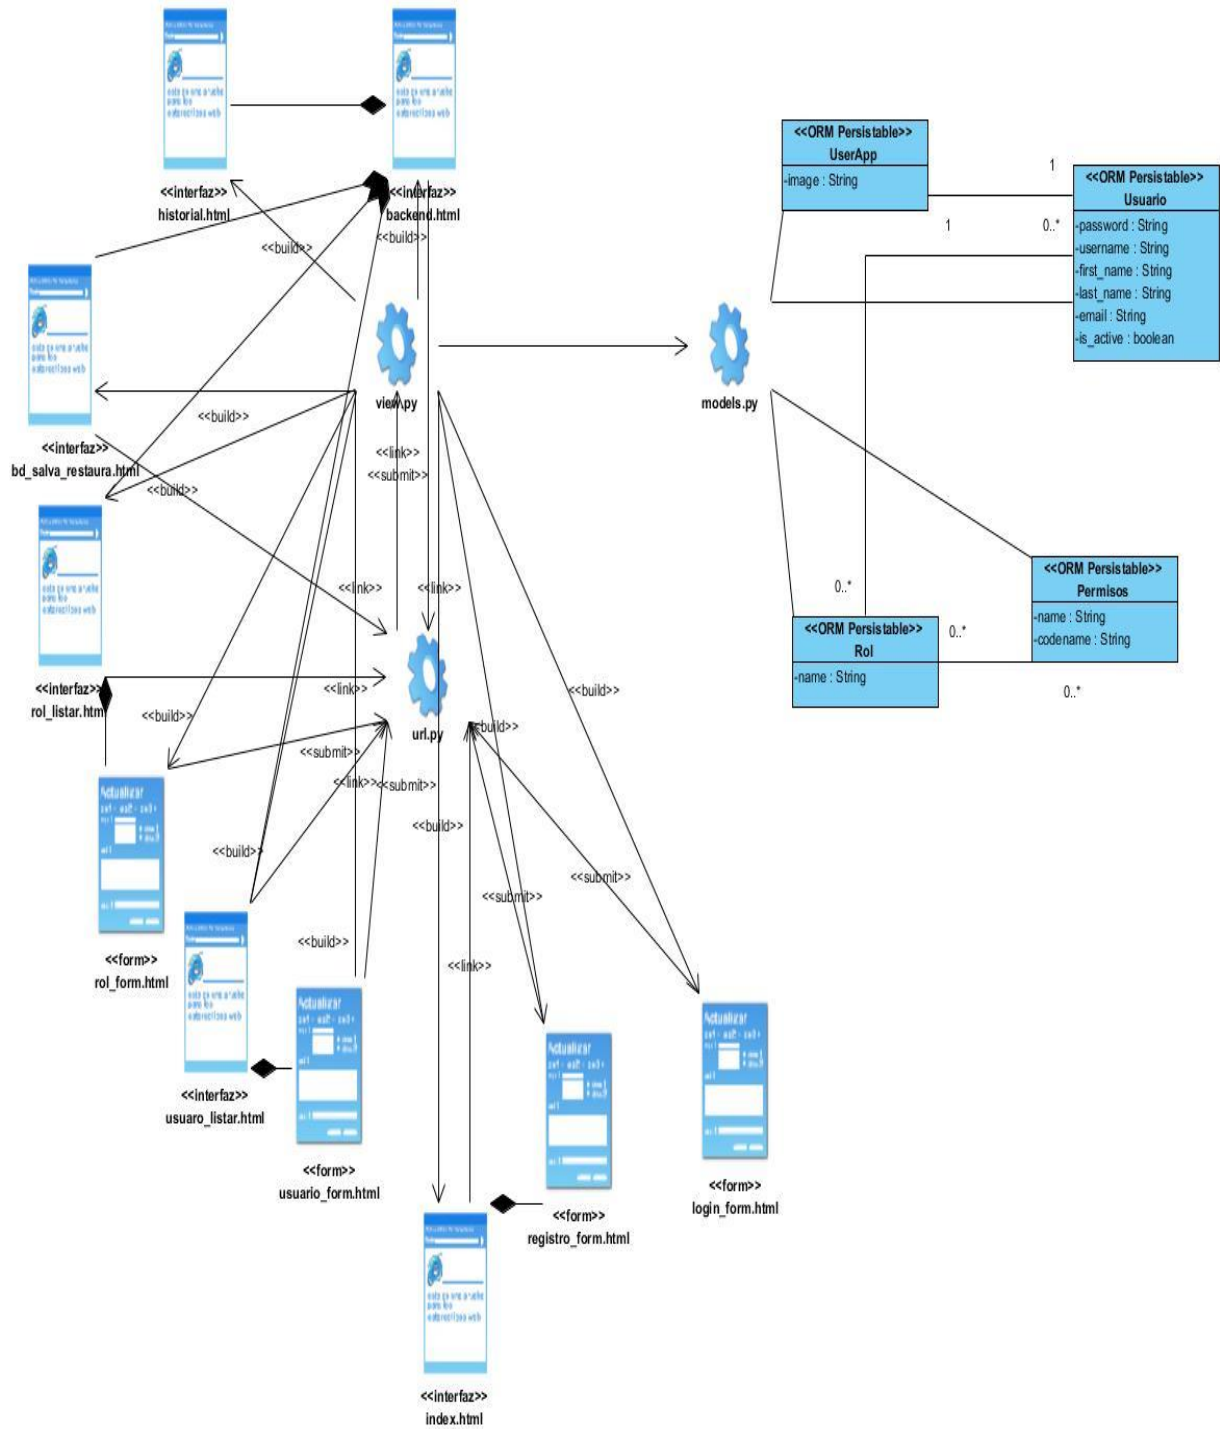 <<interfaz>>
historial.html
<<interfaz>>
backend.html
<<build>>
<<build>>
<<ORM Persistable>>
UserApp
-image : String
1
1
0..*
<<ORM Persistable>>
Usuario
-password : String
-username : String
-first_name : String
-last_name : String
-email : String
-is_active : boolean
view.py
models.py
<<build>>
<<interfaz>>
bd_salva_restaura.html
<<link>>
<<submit>>
<<build>>
<<link>>
<<link>>
0..*
<<ORM Persistable>>
Permisos
-name : String
-codename : String
<<ORM Persistable>>
Rol
-name : String
0..*
0..*
<<interfaz>>
rol_listar.html
<<link>>
<<build>>
<<build>>
<<build>>
url.py
<<submit>>
<<link>>
<<submit>>
Actualizar
<<build>>
<<build>>
<<submit>>
<<submit>>
<<build>>
<<link>>
<<form>>
rol_form.html
Actualizar
Actualizar
Actualizar
<<interfaz>>
usuaro_listar.html
<<form>>
usuario_form.html
<<form>>
registro_form.html
<<form>>
login_form.html
<<interfaz>>
index.html